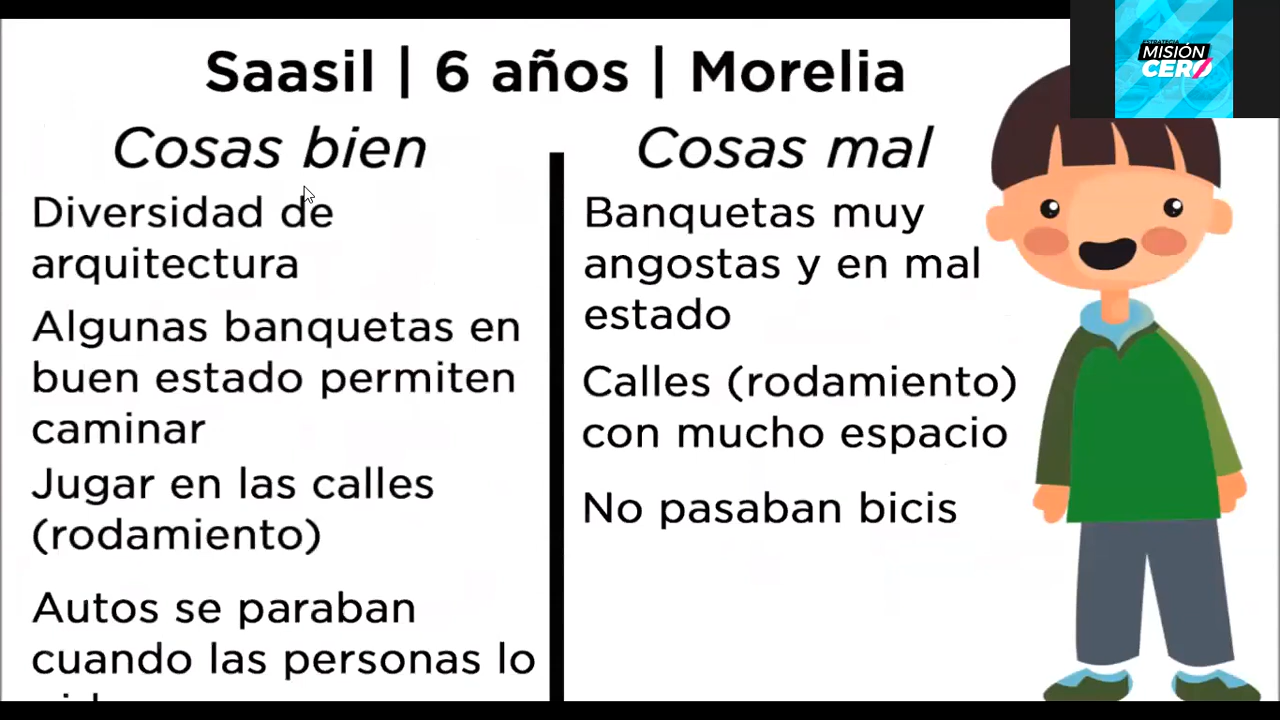 Saasil | 6 años | Morelia
ESTRATEGIA
MISIÓN
CERO
Cosas bien
Diversidad de
arquitectura
Algunas banquetas en
buen estado permiten
caminar
Jugar en las calles
(rodamiento)
Autos se paraban
cuando las personas lo
Cosas mal
Banquetas muy
angostas y en mal
estado
Calles (rodamiento)
con mucho espacio
No pasaban bicis